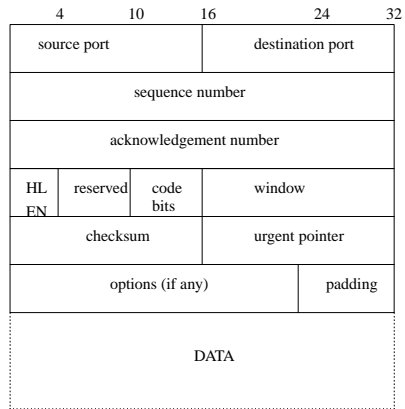 4 10 16 24 32
source port destination port
sequence number
acknowledgement number
HL reserved code window
EN bits
checksum urgent pointer
options (if any) padding
DATA